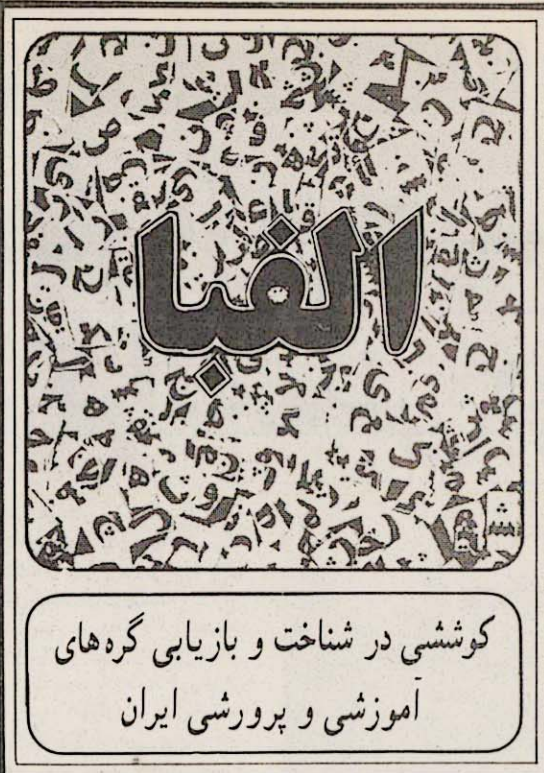 الفبا
کوششی در شناخت و بازیابی گره‌های
آموزشی و پرورشی ایران